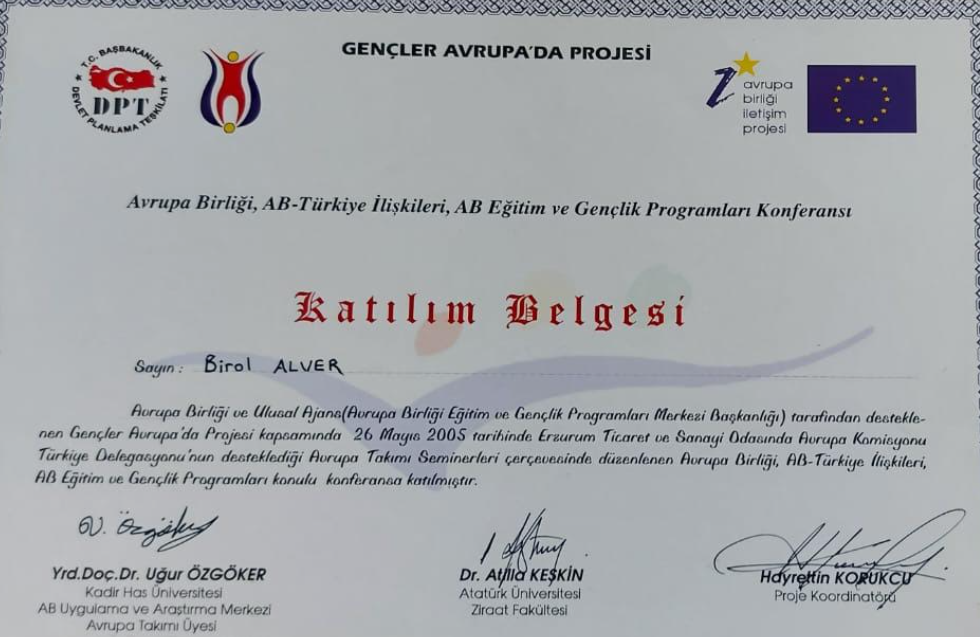 GENÇLER AVRUPA'DA PROJESİ
T.C. BAŞBAKANLIK
DPT
DEVLET PLANLAMA TEŞKİLATI
avrupa
birliği
iletişim
projesi
Avrupa Birliği, AB-Türkiye İlişkileri, AB Eğitim ve Gençlik Programları Konferansı
Katılım Belgesi
Sayın: Birol ALVER
Avrupa Birliği ve Ulusal Ajans(Avrupa Birliği Eğitim ve Gençlik Programları Merkezi Başkanlığı) tarafından destekle-
nen Gençler Avrupa'da Projesi kapsamında 26 Mayıs 2005 tarihinde Erzurum Ticaret ve Sanayi Odasında Avrupa Komisyonu
Türkiye Delegasyonu'nun desteklediği Avrupa Takımı Seminerleri çerçevesinde düzenlenen Avrupa Birliği, AB-Türkiye İlişkileri,
AB Eğitim ve Gençlik Programları konulu konferansa katılmıştır.
Ü. Özgöker
Yrd.Doç.Dr. Uğur ÖZGÖKER
Kadir Has Üniversitesi
AB Uygulama ve Araştırma Merkezi
Avrupa Takımı Üyesi
Dr. Atilla KESKİN
Atatürk Üniversitesi
Ziraat Fakültesi
Hayrettin KORUKCU
Proje Koordinatörü